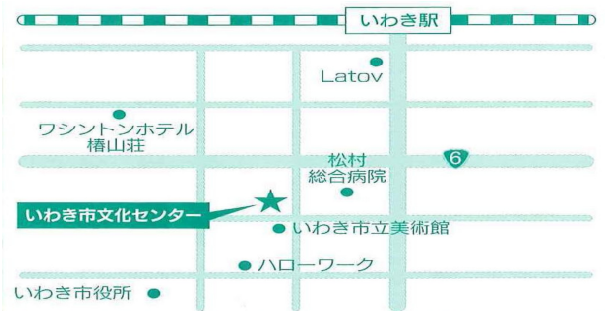 いわき駅
Latov
ワシントンホテル
椿山荘
6
松村
総合病院
いわき市文化センター
いわき市立美術館
ハローワーク
いわき市役所